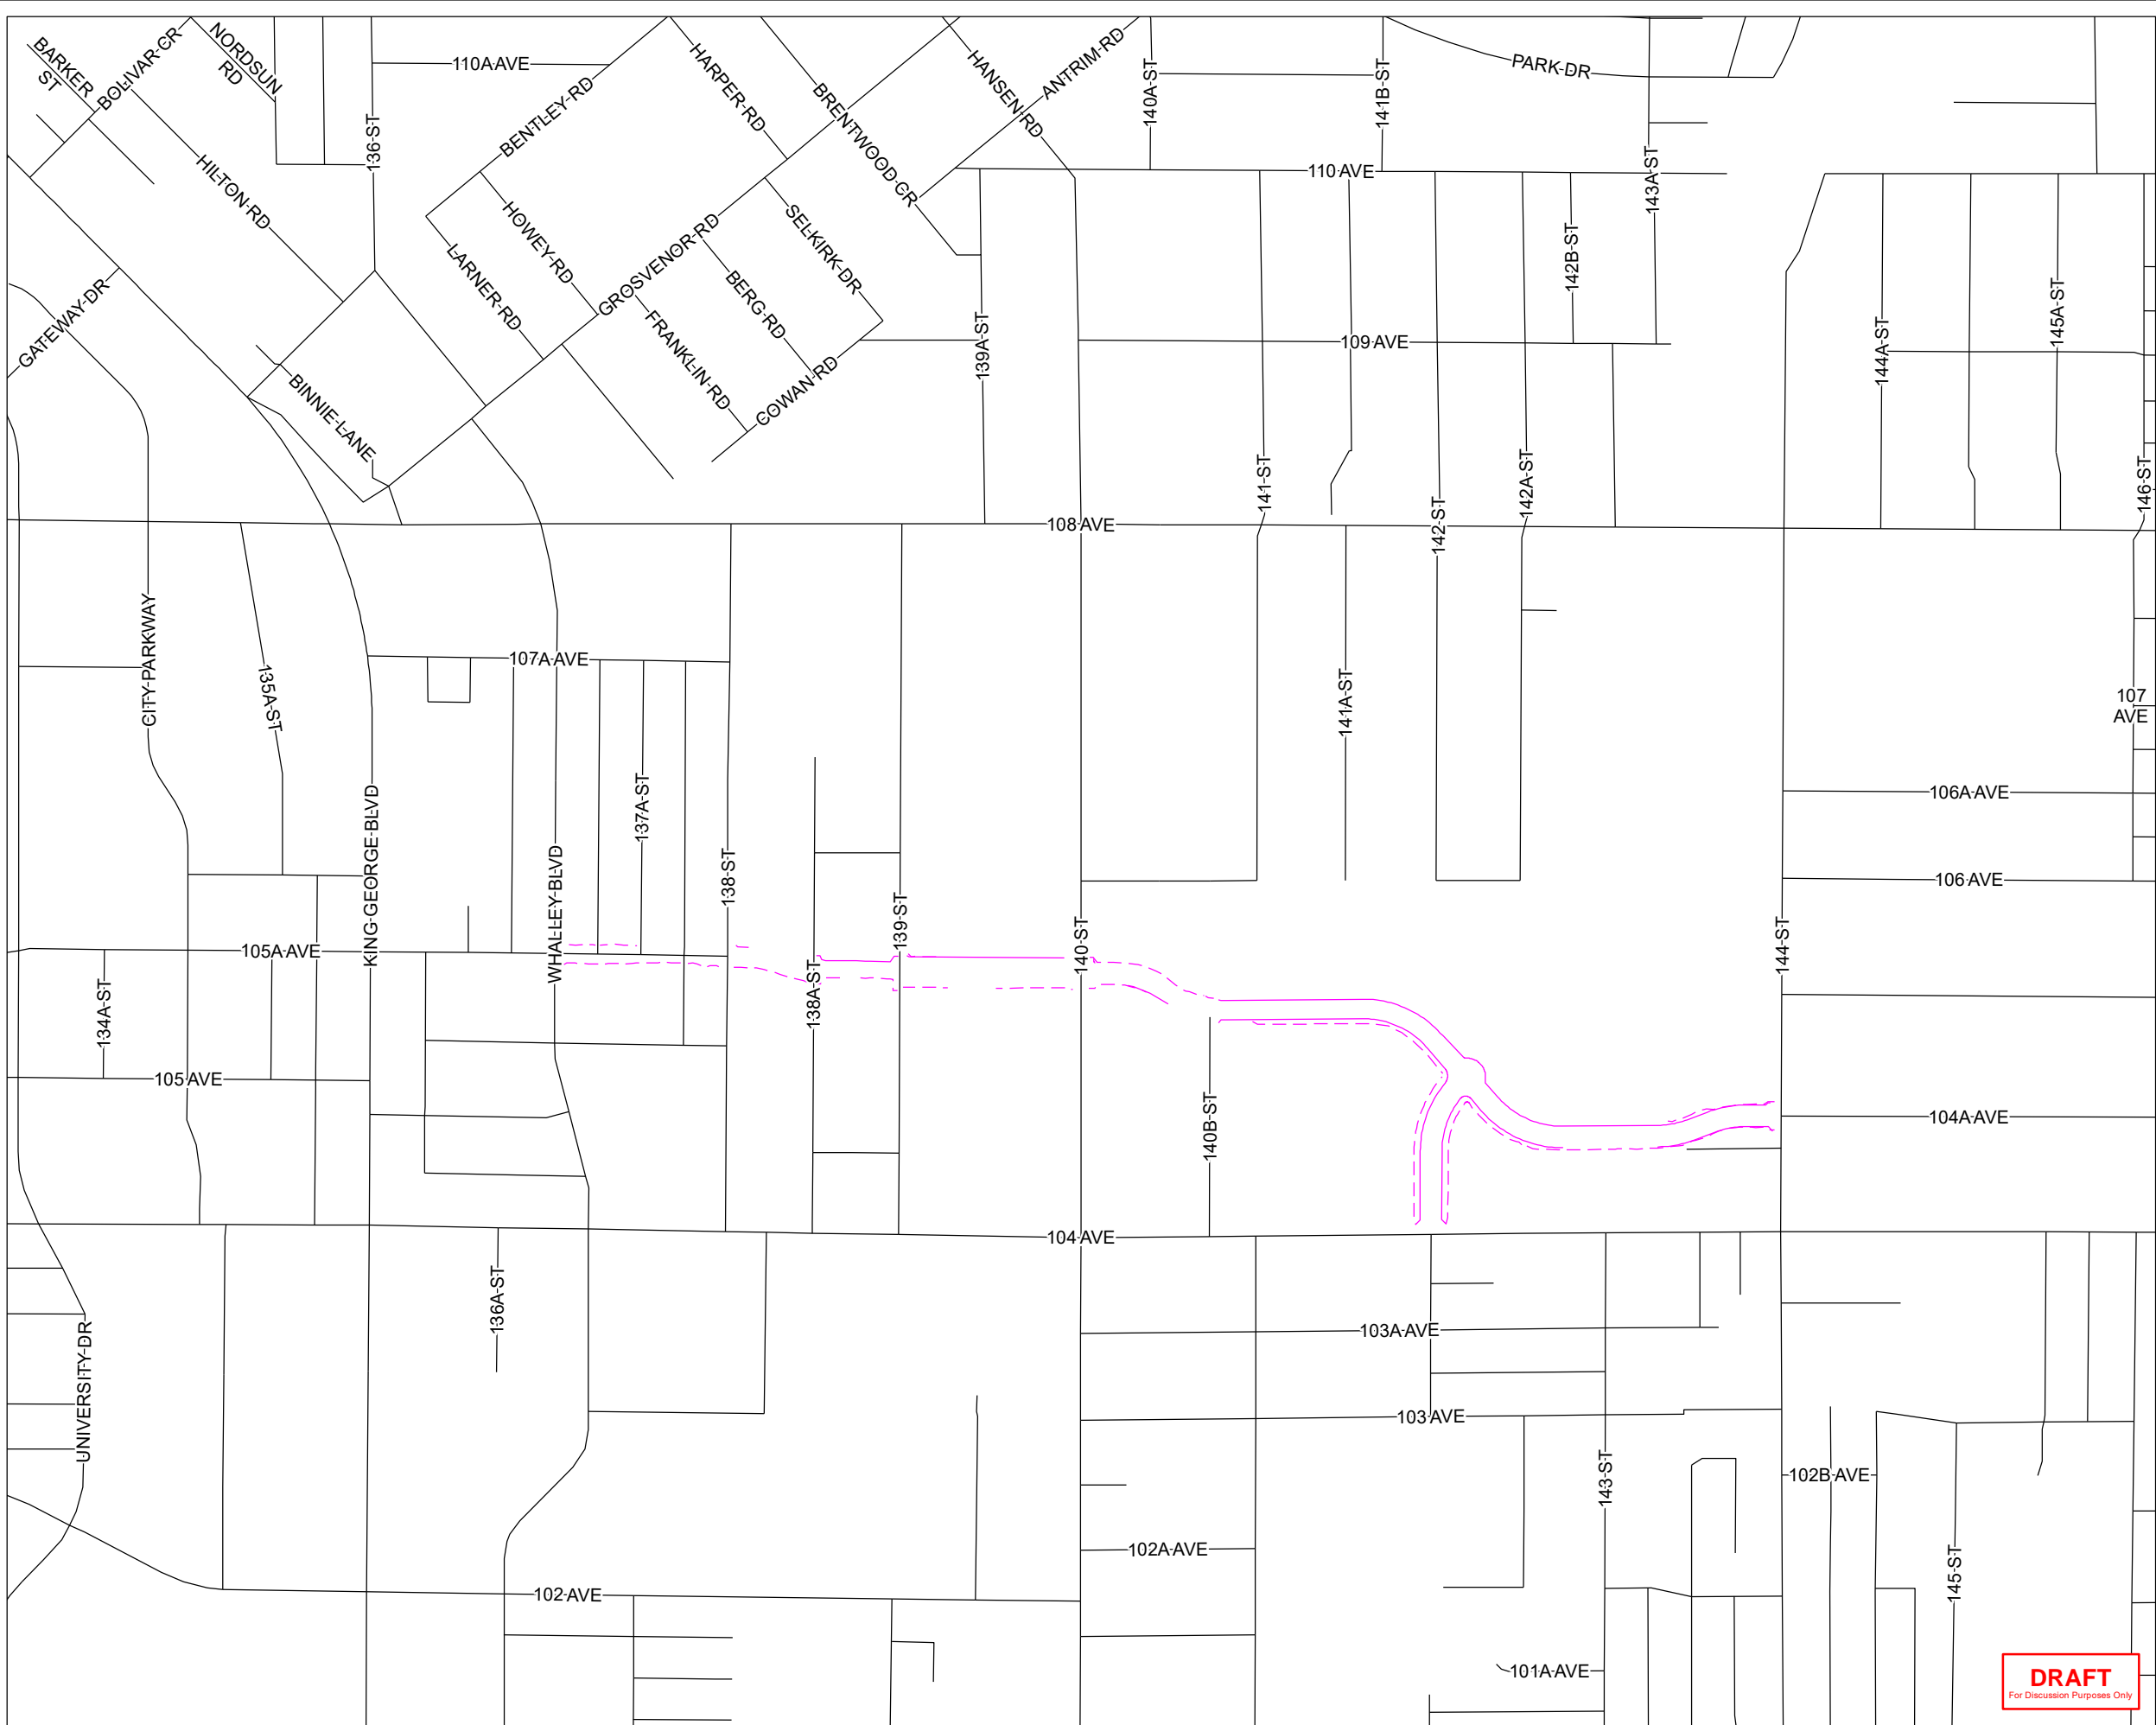 BARKER
ST
BOLIVAR CR
NORDSUN
RD
110A AVE
136 ST
HILTON RD
BENTLEY RD
HARPER RD
BRENTWOOD CR
HANSEN RD
ANTRIM RD
140A ST
141B ST
PARK DR
110 AVE
143A ST
142B ST
HOWEY RD
LARNER RD
GROSVENOR RD
SELKIRK DR
BERG RD
FRANKLIN RD
COWAN RD
GATEWAY DR
BINNIE LANE
139A ST
109 AVE
144A ST
145A ST
146 ST
141 ST
142 ST
142A ST
108 AVE
CITY PARKWAY
135A ST
107A AVE
141A ST
107
AVE
KING GEORGE BLVD
WHALLEY BLVD
137A ST
138 ST
106A AVE
106 AVE
139 ST
140 ST
144 ST
105A AVE
134A ST
138A ST
105 AVE
140B ST
104A AVE
104 AVE
136A ST
UNIVERSITY DR
103A AVE
103 AVE
143 ST
102B AVE
102A AVE
145 ST
102 AVE
101A AVE
DRAFT
For Discussion Purposes Only